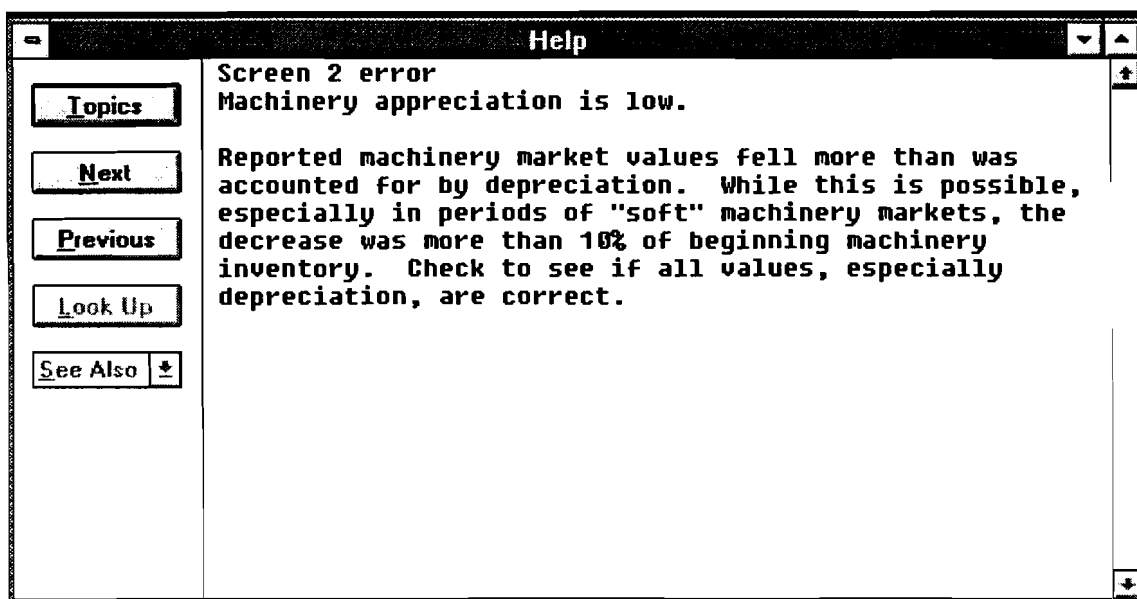 Help
Topics
Next
Previous
Look Up
See Also
Screen 2 error
Machinery appreciation is low.
Reported machinery market values fell more than was
accounted for by depreciation.  While this is possible,
especially in periods of "soft" machinery markets, the
decrease was more than 10% of beginning machinery
inventory.  Check to see if all values, especially
depreciation, are correct.